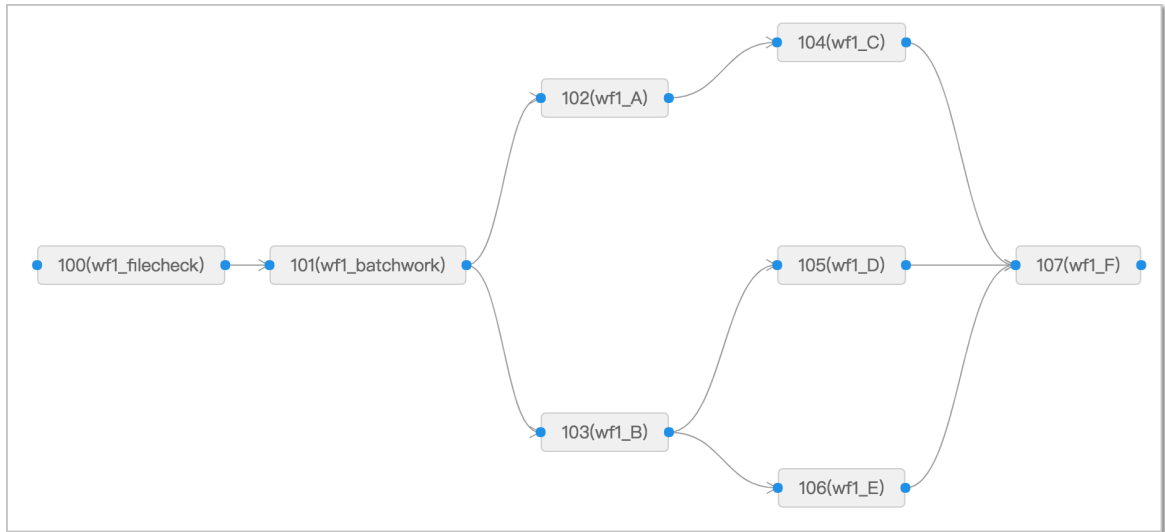 100(wf1_filecheck)
101(wf1_batchwork)
102(wf1_A)
103(wf1_B)
104(wf1_C)
105(wf1_D)
106(wf1_E)
107(wf1_F)